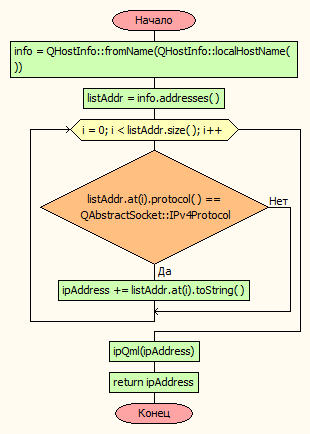 Начало
info = QHostInfo::fromName(QHostInfo::localHostName(
))
listAddr = info.addresses()
i = 0; i < listAddr.size(); i++
listAddr.at(i).protocol() ==
QAbstractSocket::IPv4Protocol
Нет
Да
ipAddress += listAddr.at(i).toString()
ipQml(ipAddress)
return ipAddress
Конец